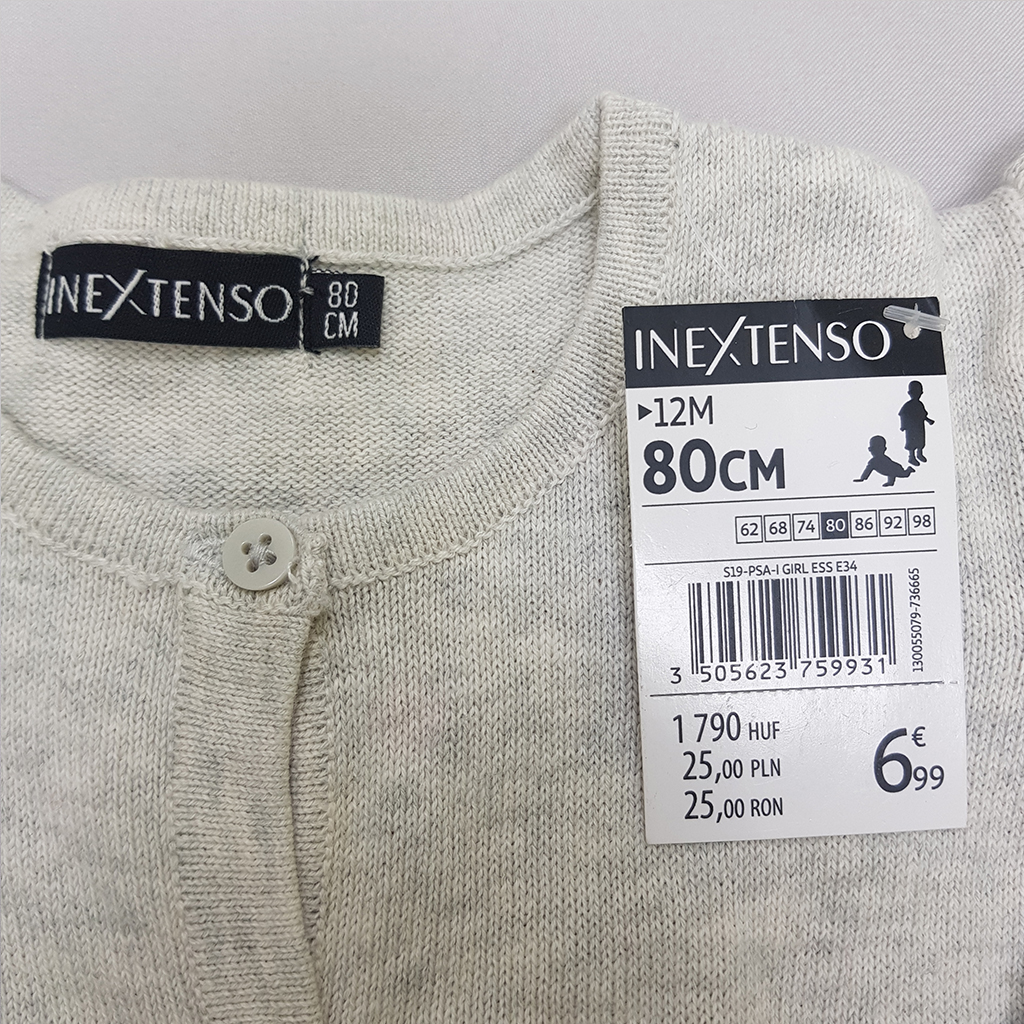 INEXTENSO
80
CM
INEXTENSO
▸12M
80CM
62 68 74 80 86 92 98
S19-PSA-I GIRL ESS E34
3 505623 759931
130055079-736665
1 790 HUF
25,00 PLN
25,00 RON
6€99